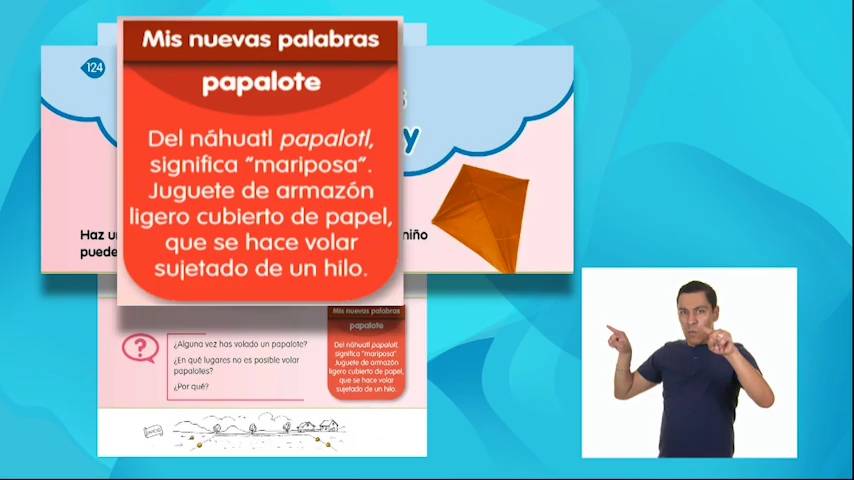 Mis nuevas palabras
papalote
Del náhuatl papalotl,
significa "mariposa".
Juguete de armazón
ligero cubierto de papel,
que se hace volar
sujetado de un hilo.
124
y
Haz u
niño
puede
¿Alguna vez has volado un papalote?
¿En qué lugares no es posible volar
papalotes?
¿Por qué?
Mis nuevas palabras
papalote
Del náhuatl papalotl,
significa "mariposa".
Juguete de armazón
ligero cubierto de papel,
que se hace volar
sujetado de un hilo.